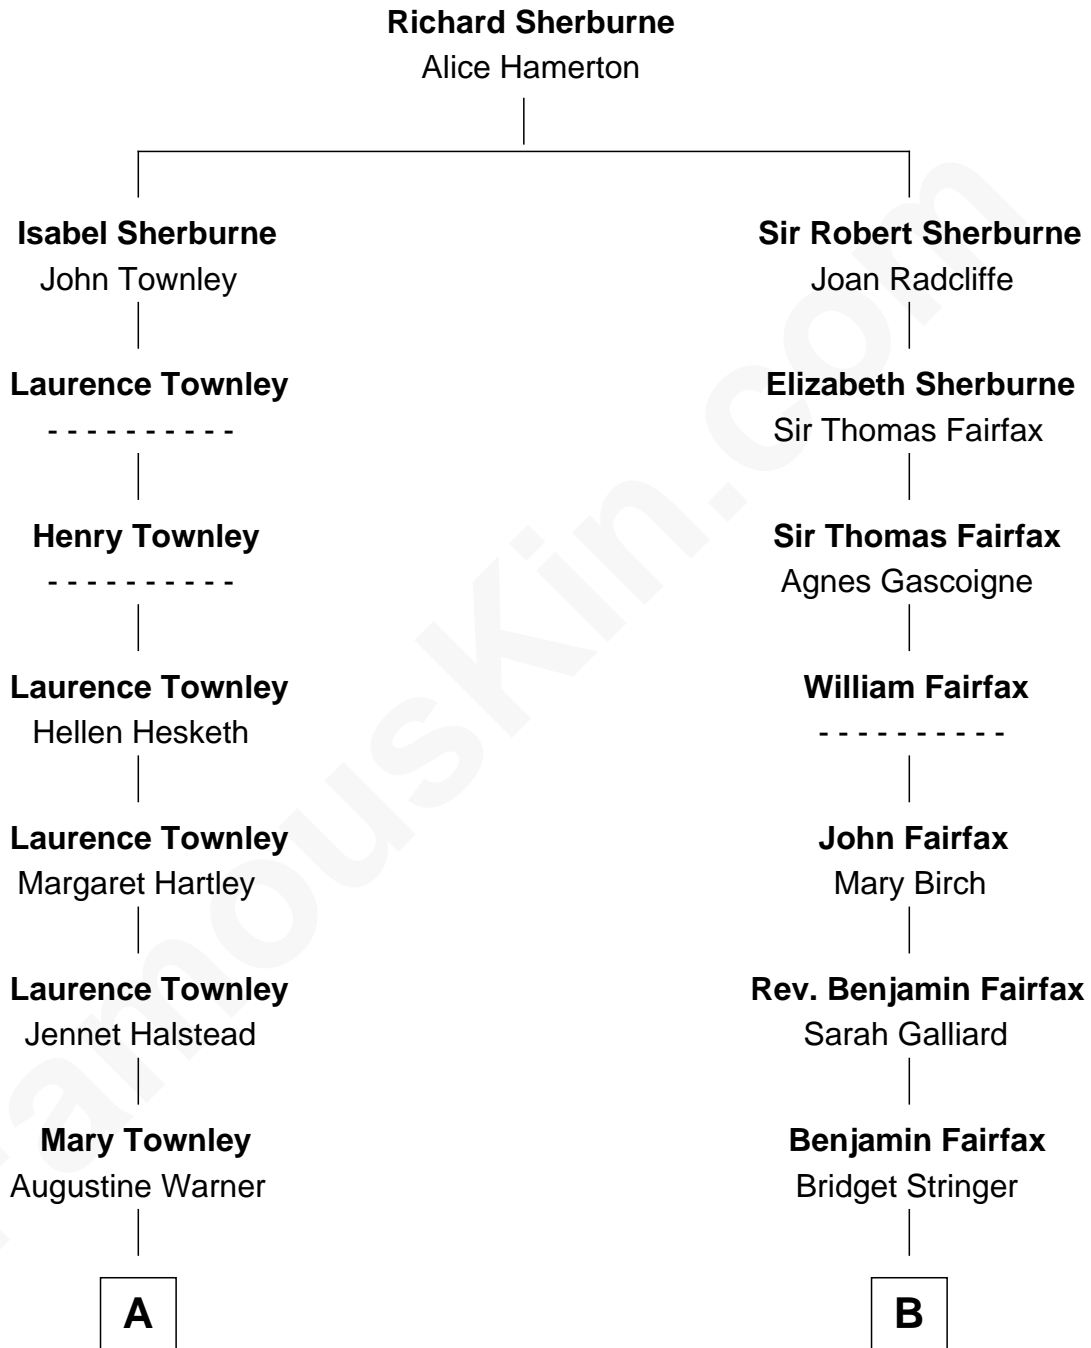 Richard Sherburne
Alice Hamerton
Isabel Sherburne
John Townley
Sir Robert Sherburne
Joan Radcliffe
Laurence Townley
- - - - - - - - - -
Elizabeth Sherburne
Sir Thomas Fairfax
Henry Townley
- - - - - - - - - -
Sir Thomas Fairfax
Agnes Gascoigne
Laurence Townley
Hellen Hesketh
William Fairfax
- - - - - - - - - -
Laurence Townley
Margaret Hartley
John Fairfax
Mary Birch
Laurence Townley
Jennet Halstead
Rev. Benjamin Fairfax
Sarah Galliard
Mary Townley
Augustine Warner
Benjamin Fairfax
Bridget Stringer
A
B
FamousKin.com